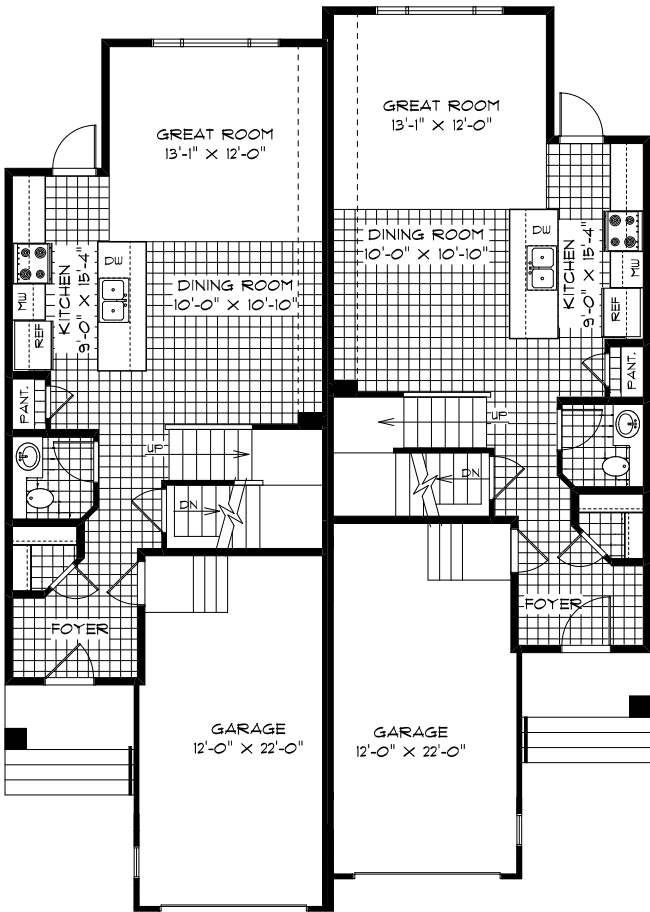 GREAT ROOM
13'-1" X 12'-0"
DW
KITCHEN
9'-0" X 15'-4"
DINING ROOM
10'-0" X 10'-10"
MW
REF
PANT.
UP
DN
FOYER
GARAGE
12'-0" X 22'-0"
GREAT ROOM
13'-1" X 12'-0"
DINING ROOM
10'-0" X 10'-10"
DW
KITCHEN
9'-0" X 15'-4"
MW
REF
PANT.
UP
DN
FOYER
GARAGE
12'-0" X 22'-0"